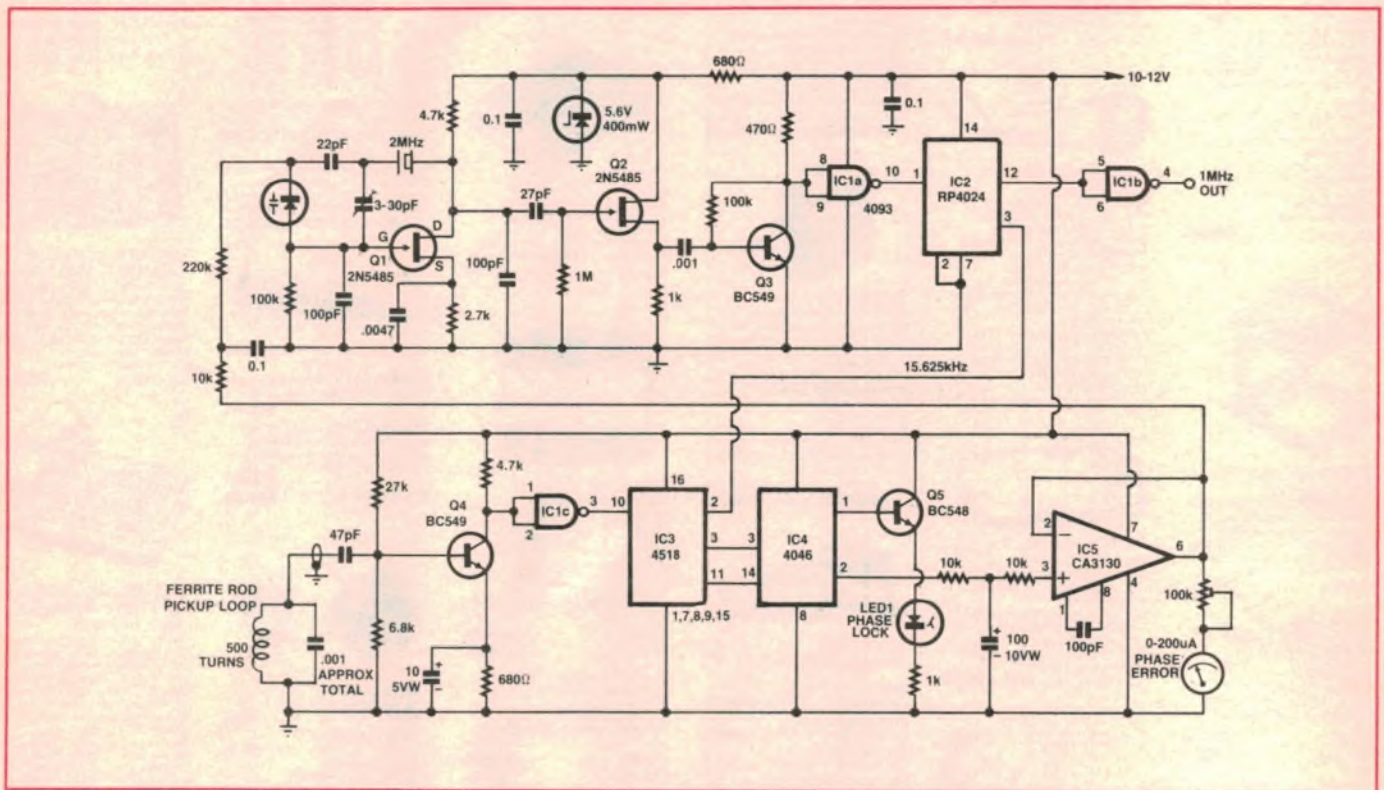 680Ω
10-12V
4.7k
0.1
5.6V
400mW
470Ω
0.1
14
22pF
2MHz
Q2
2N5485
27pF
8
9
10
IC1a
4093
1
IC2
RP4024
12
3
5
6
IC1b
4
1MHz
OUT
3-30pF
D
G
S
Q1
2N5485
100k
220k
100pF
1M
.001
Q3
BC549
2
7
100k
100pF
.0047
2.7k
1k
0.1
10k
15.625kHz
4.7k
27k
1
2
3
IC1c
10
16
2
IC3
4518
3
11
3
14
IC4
4046
1
2
Q5
BC548
Q4
BC549
47pF
10k
10k
2
3
7
IC5
CA3130
6
4
1
8
100pF
100k
FERRITE ROD
PICKUP LOOP
500
TURNS
.001
APPROX
TOTAL
6.8k
10
5VW
680Ω
1,7,8,9,15
8
LED1
PHASE
LOCK
1k
100
10VW
0-200uA
PHASE
ERROR